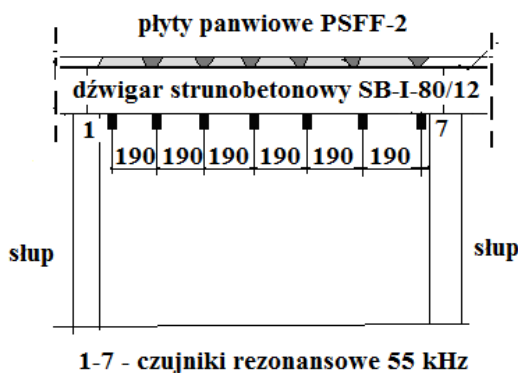 płyty panwiowe PSFF-2
dźwigar strunobetonowy SB-I-80/12
1 7
190 190 190 190 190 190
słup słup
1-7 - czujniki rezonansowe 55 kHz